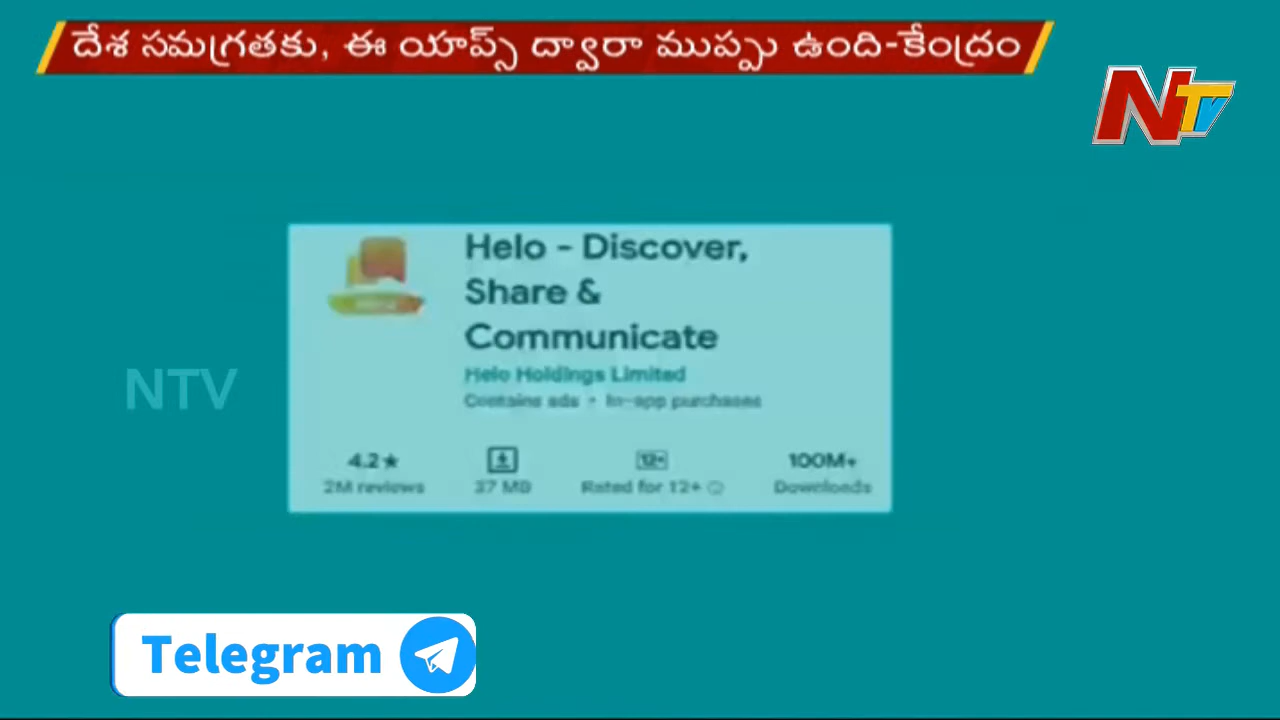 దేశ సమగ్రతకు, ఈ యాప్స్ ద్వారా ముప్పు ఉంది-కేంద్రం
NTV
Helo - Discover,
Share &
Communicate
Helo Holdings Limited
Contains ads • In-app purchases
NTV
4.2★ 12+ 100M+
2M reviews 37 MB Rated for 12+ Downloads
Telegram